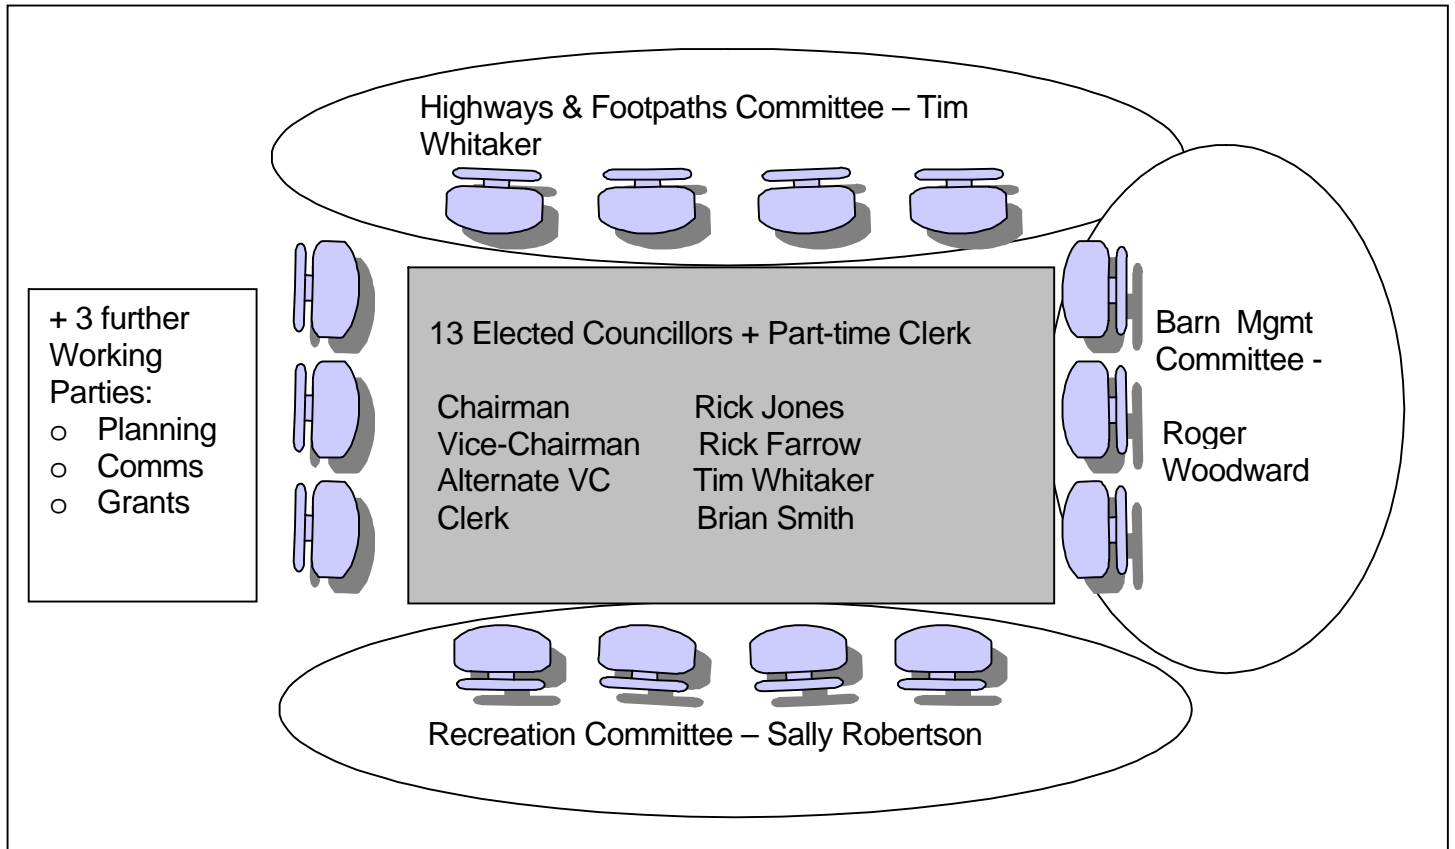 Highways & Footpaths Committee – Tim
Whitaker
+ 3 further
Working
Parties:
o Planning
o Comms
o Grants
13 Elected Councillors + Part-time Clerk
Chairman Rick Jones
Vice-Chairman Rick Farrow
Alternate VC Tim Whitaker
Clerk Brian Smith
Barn Mgmt
Committee -
Roger
Woodward
Recreation Committee – Sally Robertson